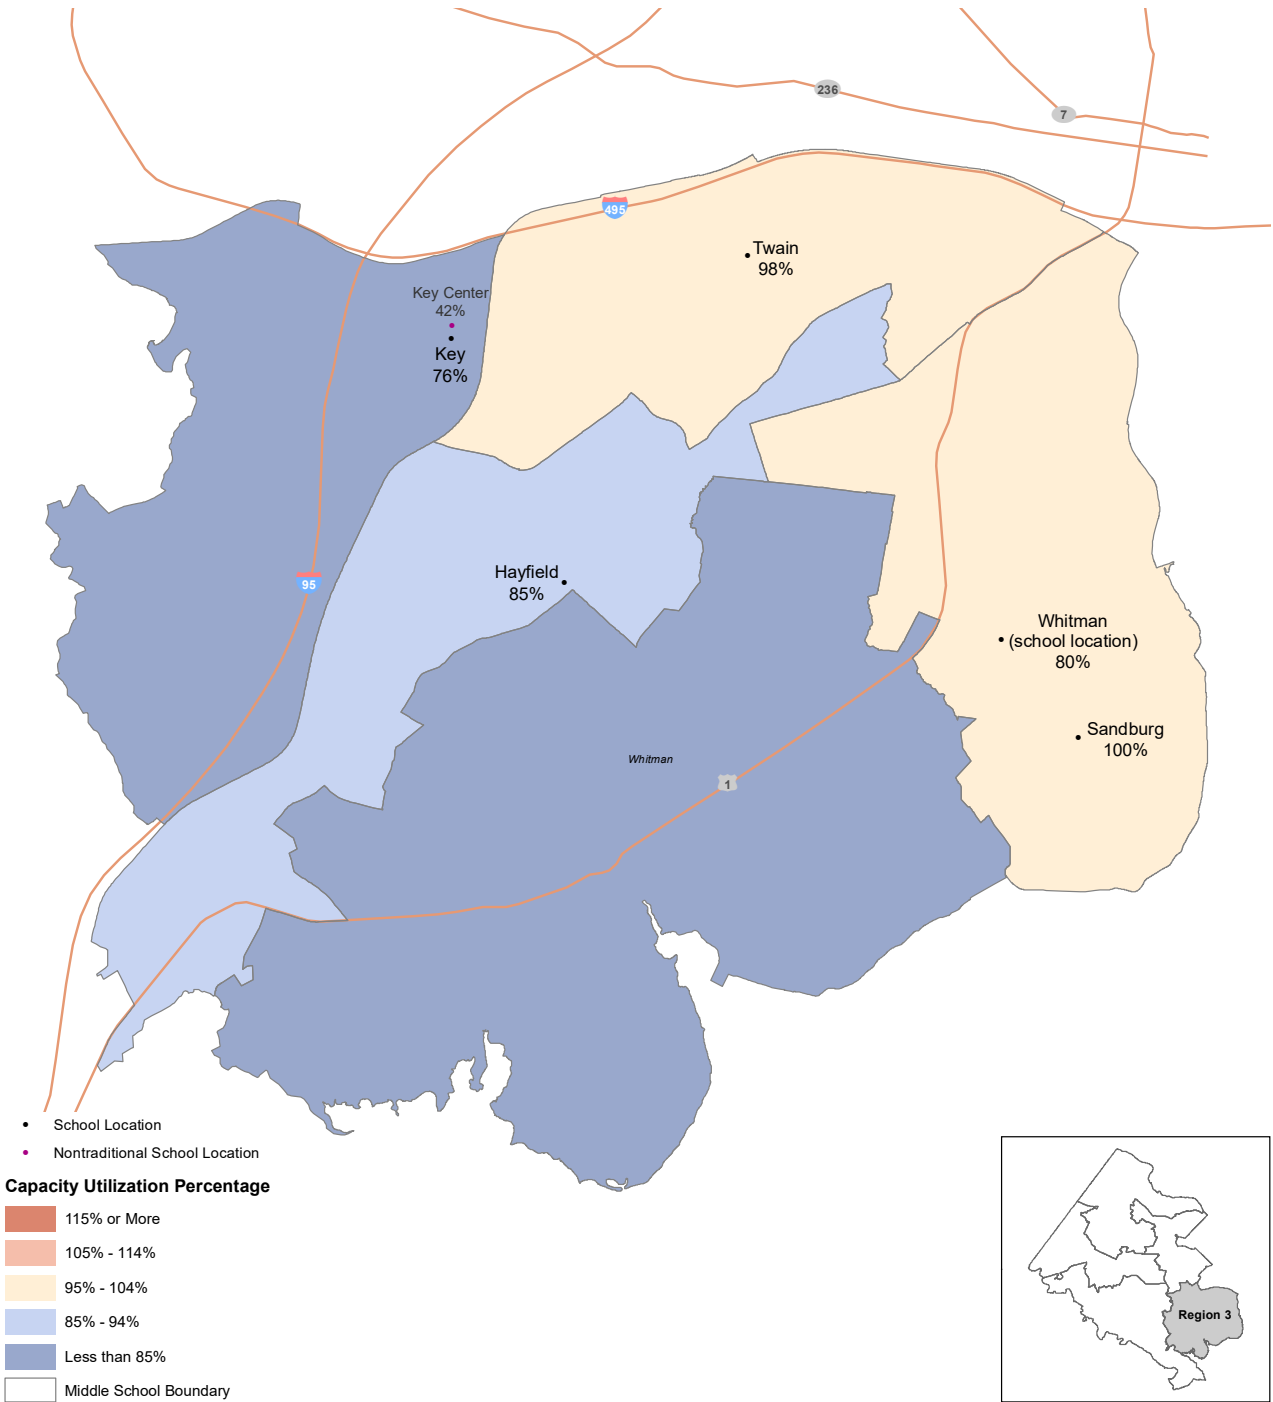 236
7
495
Twain
98%
Key Center
42%
Key
76%
Hayfield
85%
95
Whitman
(school location)
80%
Sandburg
100%
Whitman
1
School Location
Nontraditional School Location
Capacity Utilization Percentage
115% or More
105% - 114%
95% - 104%
85% - 94%
Less than 85%
Middle School Boundary
Region 3